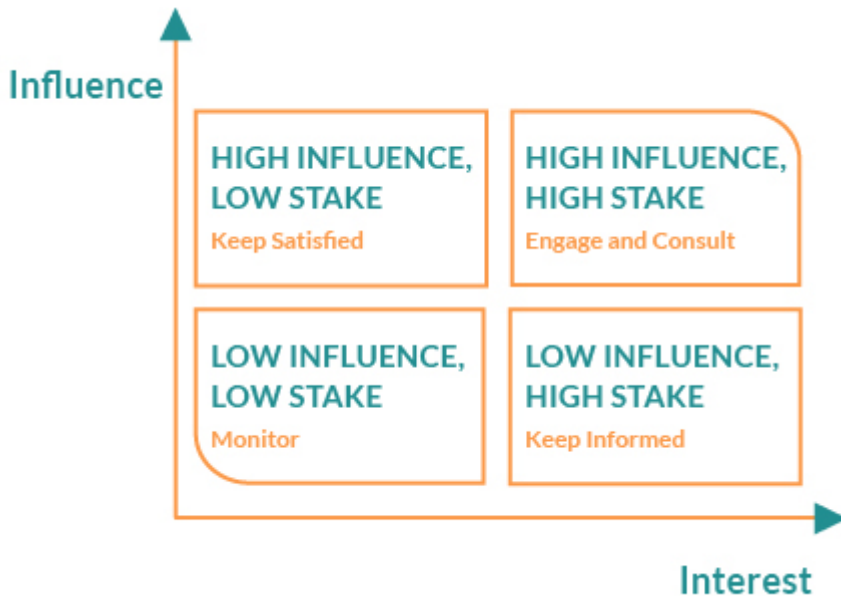 Influence
HIGH INFLUENCE,
LOW STAKE
Keep Satisfied
HIGH INFLUENCE,
HIGH STAKE
Engage and Consult
LOW INFLUENCE,
LOW STAKE
Monitor
LOW INFLUENCE,
HIGH STAKE
Keep Informed
Interest